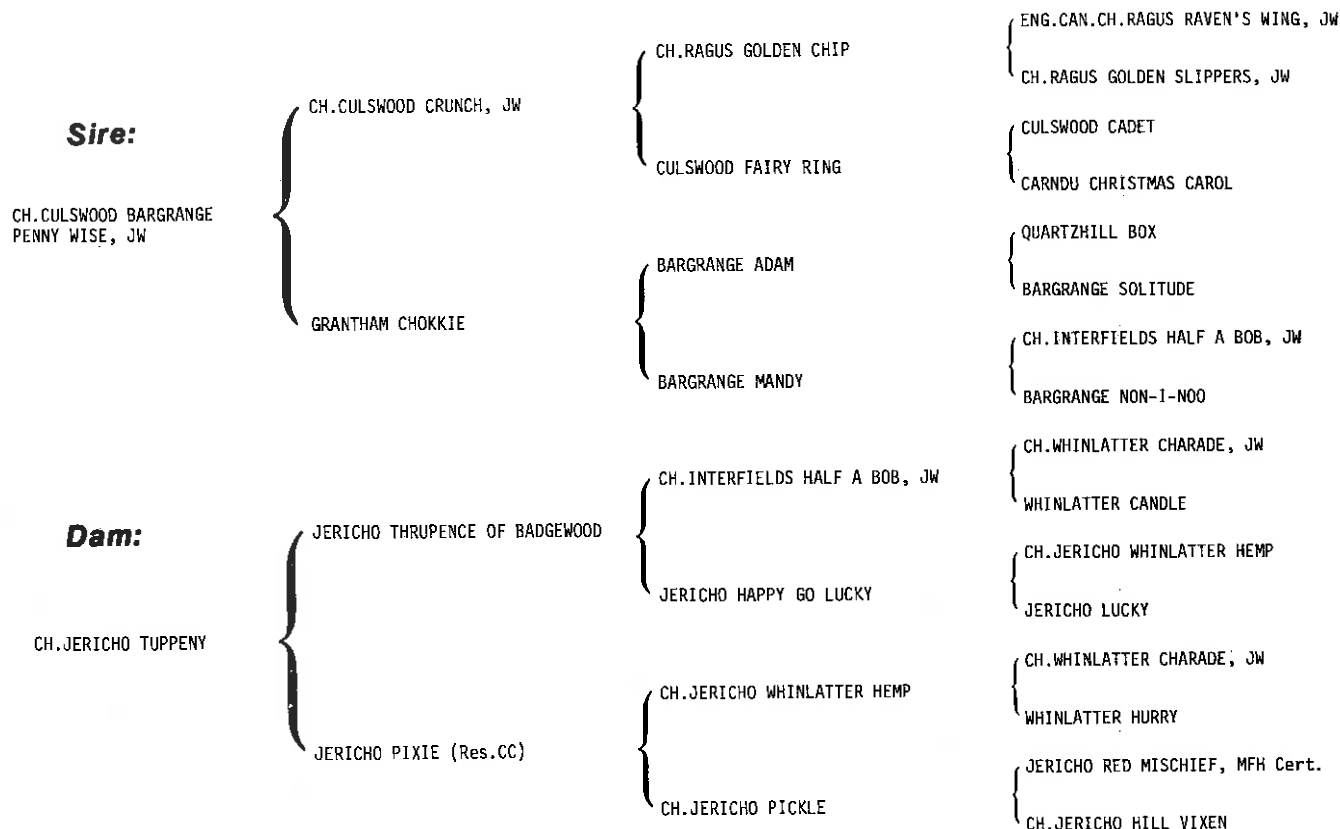 ENG.CAN.CH.RAGUS RAVEN'S WING, JW
CH.RAGUS GOLDEN CHIP
CH.RAGUS GOLDEN SLIPPERS, JW
CH.CULSWOOD CRUNCH, JW
Sire:
CULSWOOD CADET
CULSWOOD FAIRY RING
CARNDU CHRISTMAS CAROL
CH.CULSWOOD BARGRANGE
PENNY WISE, JW
QUARTZHILL BOX
BARGRANGE ADAM
BARGRANGE SOLITUDE
GRANTHAM CHOKKIE
CH.INTERFIELDS HALF A BOB, JW
BARGRANGE MANDY
BARGRANGE NON-I-NOO
CH.WHINLATTER CHARADE, JW
CH.INTERFIELDS HALF A BOB, JW
WHINLATTER CANDLE
Dam:
JERICHO THRUPENCE OF BADGEWOOD
CH.JERICHO WHINLATTER HEMP
JERICHO HAPPY GO LUCKY
JERICHO LUCKY
CH.JERICHO TUPPENY
CH.WHINLATTER CHARADE, JW
CH.JERICHO WHINLATTER HEMP
WHINLATTER HURRY
JERICHO PIXIE (Res.CC)
JERICHO RED MISCHIEF, MFH Cert.
CH.JERICHO PICKLE
CH.JERICHO HILL VIXEN